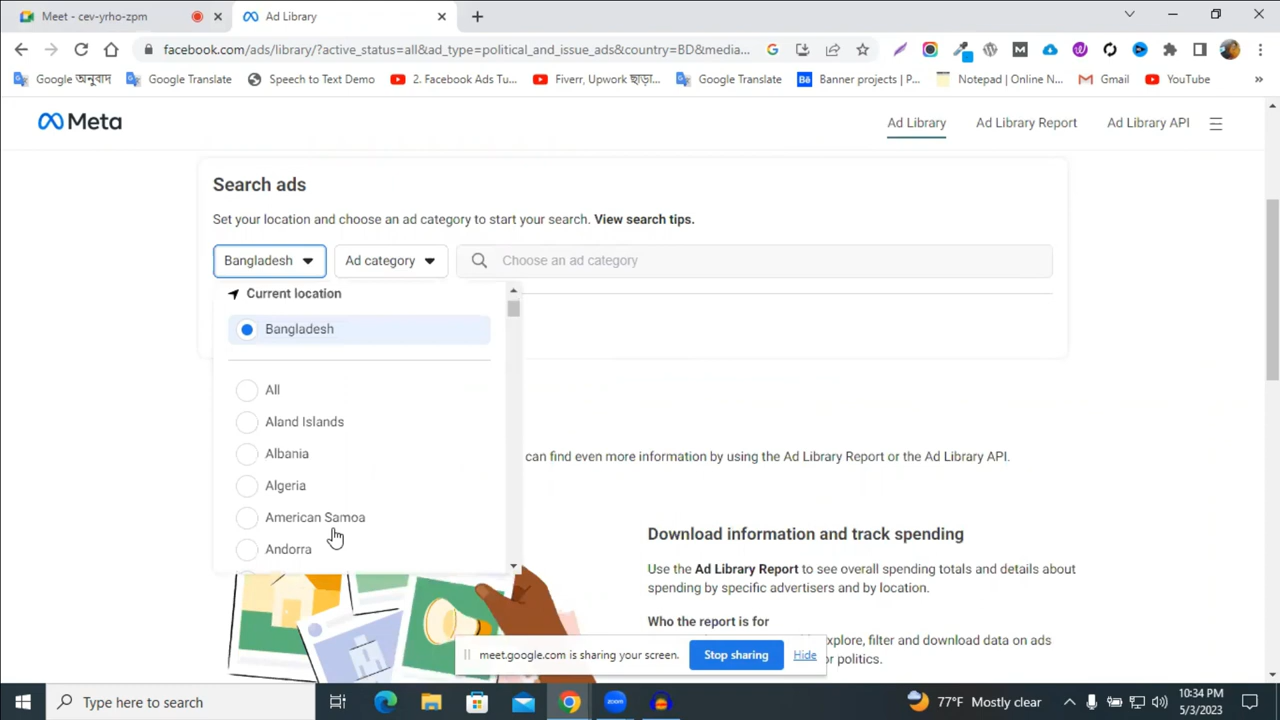 Meet - cev-yrho-zpm
Ad Library
facebook.com/ads/library/?active_status=all&ad_type=political_and_issue_ads&country=BD&media...
Google অনুবাদ
Google Translate
Speech to Text Demo
2. Facebook Ads Tu...
Fiverr, Upwork ছাড়া...
Google Translate
Banner projects | P...
Notepad | Online N...
Gmail
YouTube
Meta
Ad Library
Ad Library Report
Ad Library API
Search ads
Set your location and choose an ad category to start your search. View search tips.
Bangladesh
Ad category
Choose an ad category
Current location
Bangladesh
All
Aland Islands
Albania
Algeria
American Samoa
Andorra
can find even more information by using the Ad Library Report or the Ad Library API.
Download information and track spending
Use the Ad Library Report to see overall spending totals and details about
spending by specific advertisers and by location.
Who the report is for
xplore, filter and download data on ads
or politics.
meet.google.com is sharing your screen.
Stop sharing
Hide
Type here to search
77°F Mostly clear
10:34 PM
5/3/2023